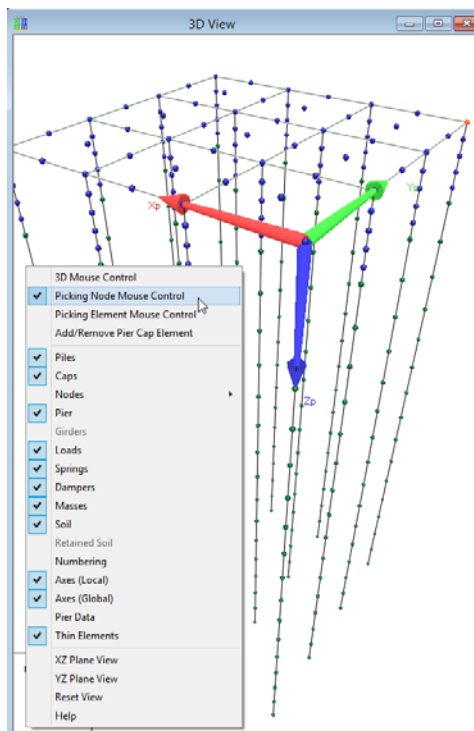 3D View
Xp
Yp
Zp
3D Mouse Control
Picking Node Mouse Control
Picking Element Mouse Control
Add/Remove Pier Cap Element
Piles
Caps
Nodes
Pier
Girders
Loads
Springs
Dampers
Masses
Soil
Retained Soil
Numbering
Axes (Local)
Axes (Global)
Pier Data
Thin Elements
XZ Plane View
YZ Plane View
Reset View
Help